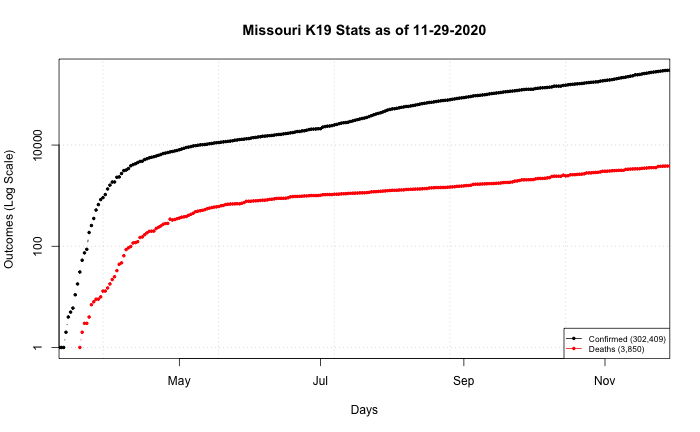 Missouri K19 Stats as of 11-29-2020
Outcomes (Log Scale)
10000
100
1
Confirmed (302,409)
Deaths (3,850)
May
Jul
Sep
Nov
Days